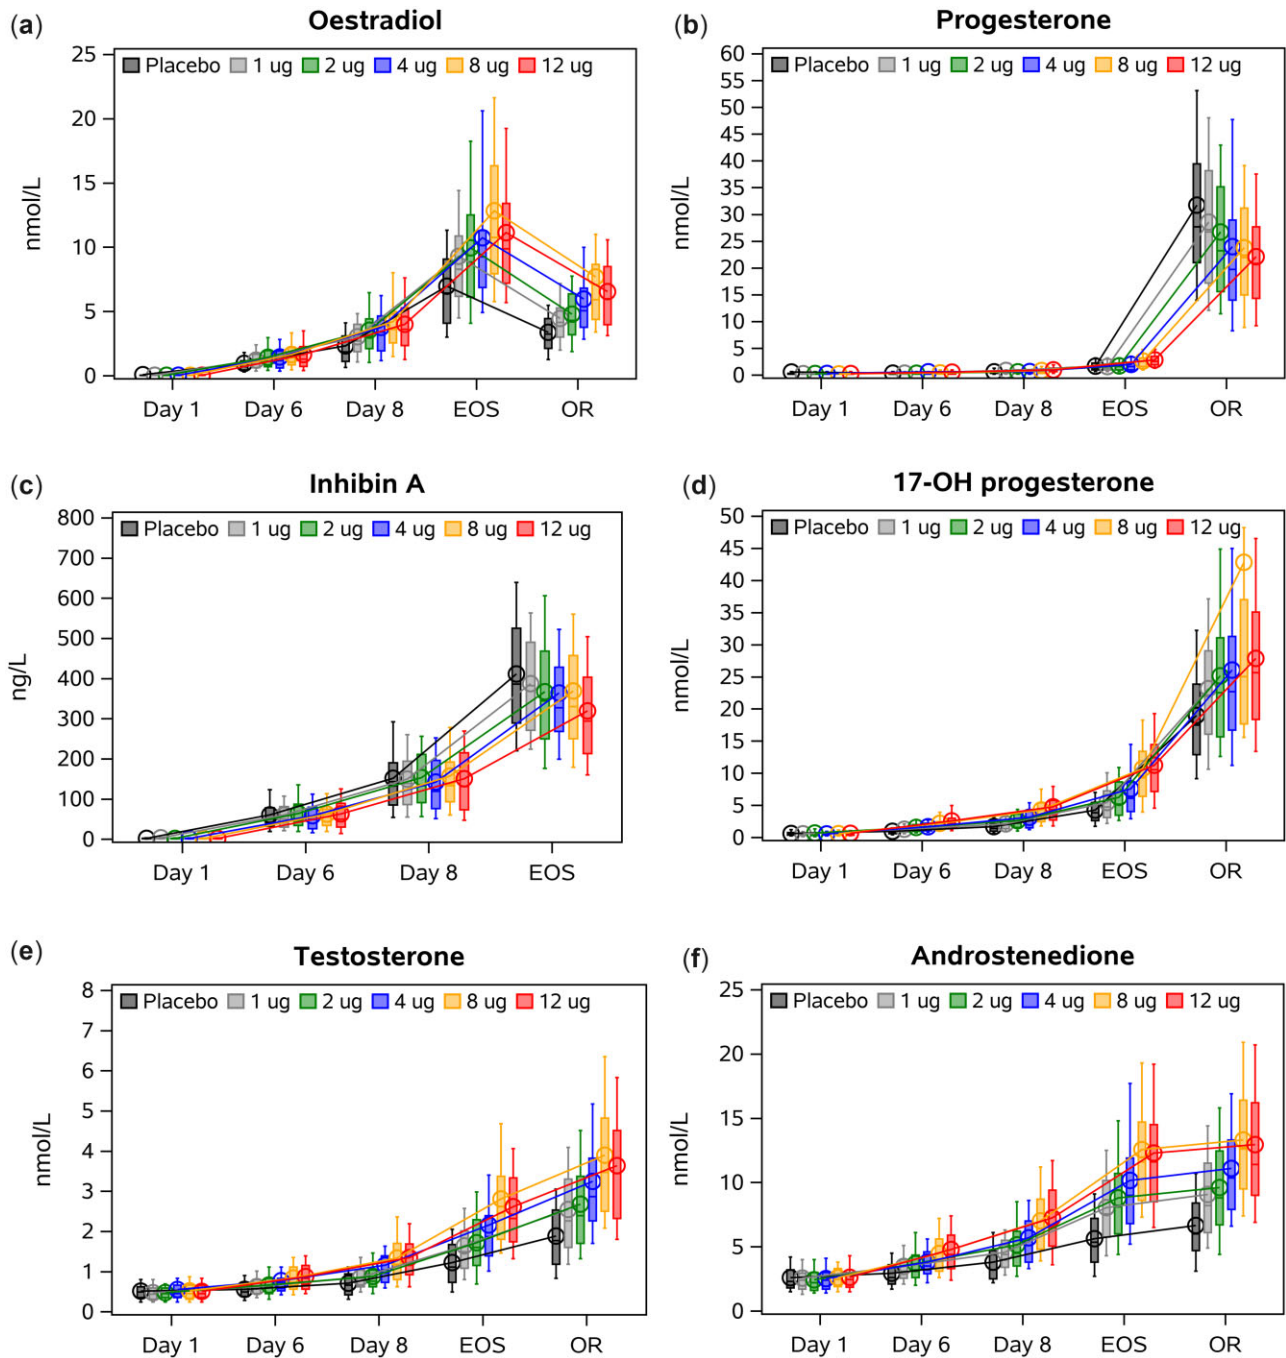 (a) Oestradiol
25
20
15
10
5
0
nmol/L
Placebo 1 ug 2 ug 4 ug 8 ug 12 ug
Day 1 Day 6 Day 8 EOS OR
(b) Progesterone
60
55
50
45
40
35
30
25
20
15
10
5
0
nmol/L
Placebo 1 ug 2 ug 4 ug 8 ug 12 ug
Day 1 Day 6 Day 8 EOS OR
(c) Inhibin A
800
700
600
500
400
300
200
100
0
ng/L
Placebo 1 ug 2 ug 4 ug 8 ug 12 ug
Day 1 Day 6 Day 8 EOS
(d) 17-OH progesterone
50
45
40
35
30
25
20
15
10
5
0
nmol/L
Placebo 1 ug 2 ug 4 ug 8 ug 12 ug
Day 1 Day 6 Day 8 EOS OR
(e) Testosterone
8
7
6
5
4
3
2
1
0
nmol/L
Placebo 1 ug 2 ug 4 ug 8 ug 12 ug
Day 1 Day 6 Day 8 EOS OR
(f) Androstenedione
25
20
15
10
5
0
nmol/L
Placebo 1 ug 2 ug 4 ug 8 ug 12 ug
Day 1 Day 6 Day 8 EOS OR